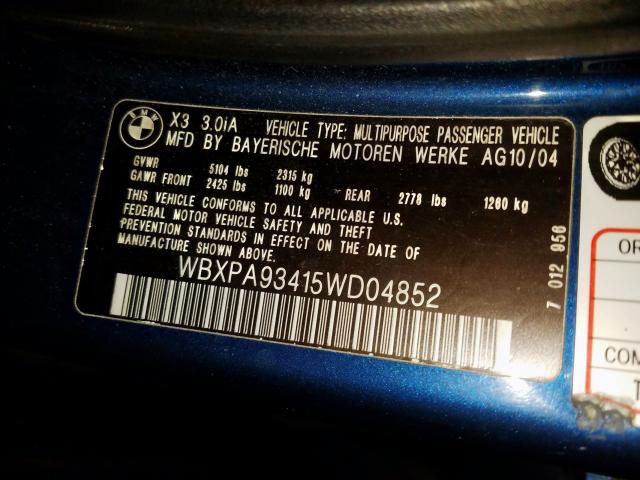 BMW
X3 3.0iA VEHICLE TYPE: MULTIPURPOSE PASSENGER VEHICLE
MFD BY BAYERISCHE MOTOREN WERKE AG10/04
GVWR 5104 lbs 2315 kg
GAWR FRONT 2425 lbs 1100 kg REAR 2778 lbs 1260 kg
THIS VEHICLE CONFORMS TO ALL APPLICABLE U.S.
FEDERAL MOTOR VEHICLE SAFETY AND THEFT
PREVENTION STANDARDS IN EFFECT ON THE DATE OF
MANUFACTURE SHOWN ABOVE.
WBXPA93415WD04852
7 012 956
OR
COM
T